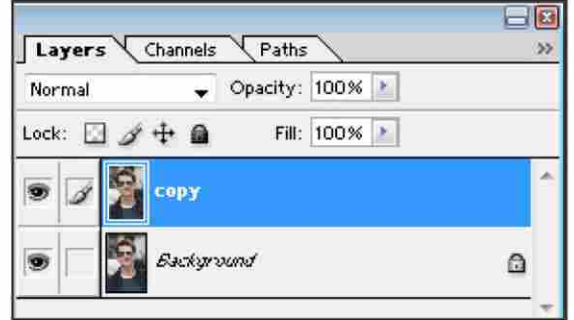 Layers Channels Paths
Normal Opacity: 100%
Lock: Fill: 100%
copy
Background